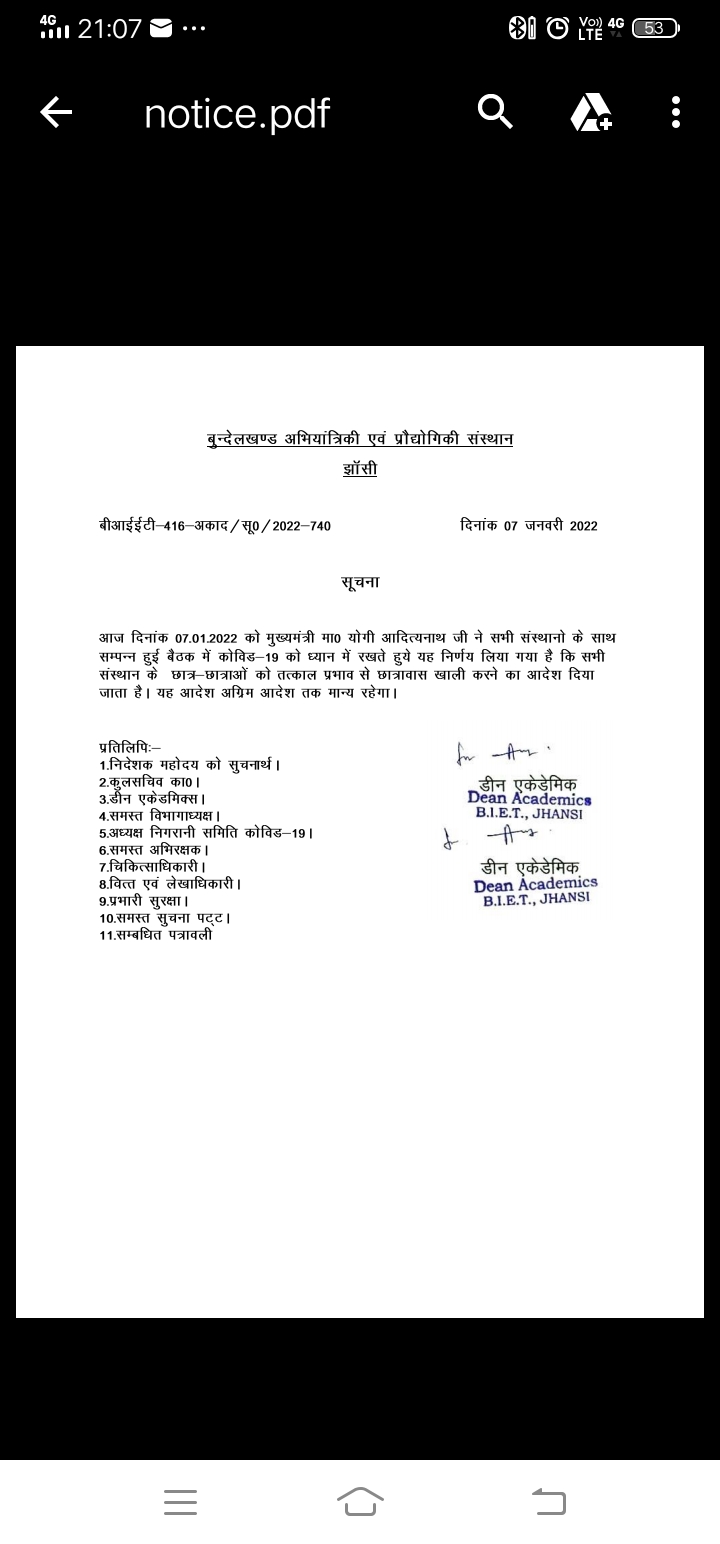 4G 21:07 ... Vo)) LTE 4G 53
notice.pdf
बुन्देलखण्ड अभियांत्रिकी एवं प्रौद्योगिकी संस्थान
झॉसी
बीआईईटी–416–अकाद/सू0/2022–740 दिनांक 07 जनवरी 2022
सूचना
आज दिनांक 07.01.2022 को मुख्यमंत्री मा0 योगी आदित्यनाथ जी ने सभी संस्थानो के साथ
सम्पन्न हुई बैठक में कोविड–19 को ध्यान में रखते हुये यह निर्णय लिया गया है कि सभी
संस्थान के छात्र–छात्राओं को तत्काल प्रभाव से छात्रावास खाली करने का आदेश दिया
जाता है। यह आदेश अग्रिम आदेश तक मान्य रहेगा।
प्रतिलिपिः–
1.निदेशक महोदय को सुचनार्थ।
2.कुलसचिव का0।
3.डीन एकेडमिक्स।
4.समस्त विभागाध्यक्ष।
5.अध्यक्ष निगरानी समिति कोविड–19।
6.समस्त अभिरक्षक।
7.चिकित्साधिकारी।
8.वित्त एवं लेखाधिकारी।
9.प्रभारी सुरक्षा।
10.समस्त सुचना पट्ट।
11.सम्बधित पत्रावली
डीन एकेडेमिक
Dean Academics
B.I.E.T., JHANSI
डीन एकेडेमिक
Dean Academics
B.I.E.T., JHANSI